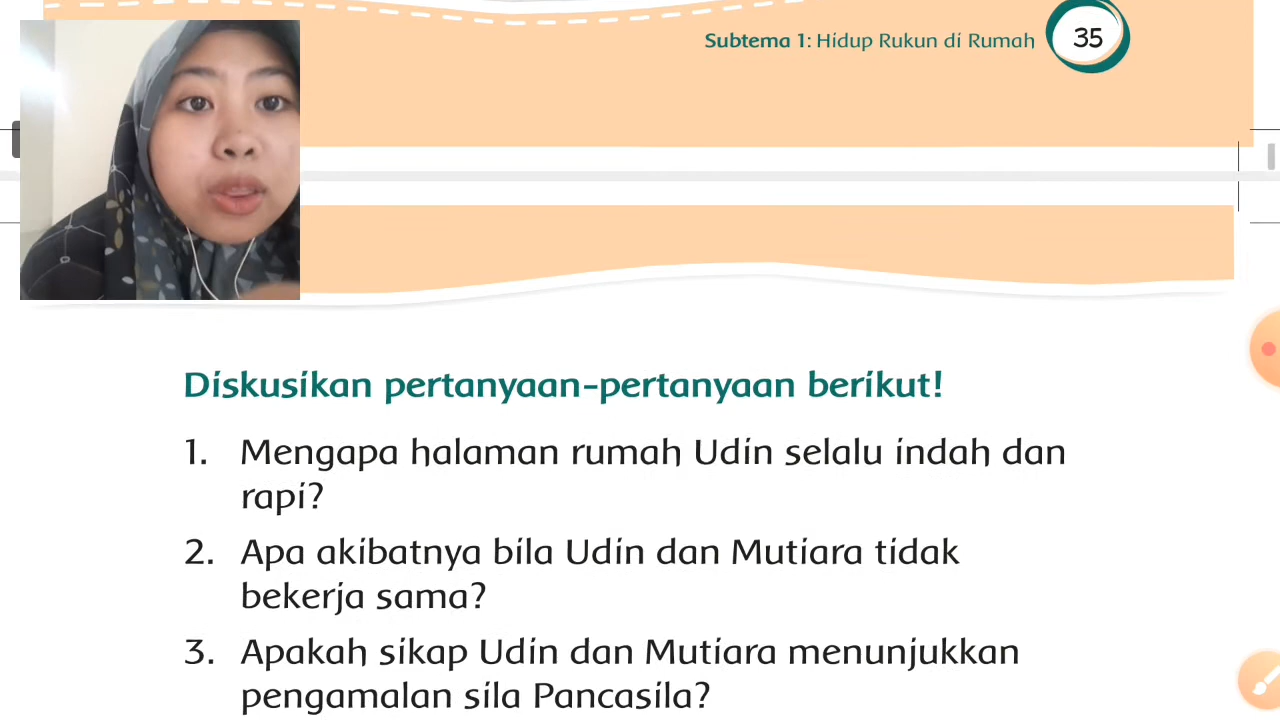 Subtema 1: Hidup Rukun di Rumah 35
Diskusikan pertanyaan-pertanyaan berikut!
1. Mengapa halaman rumah Udin selalu indah dan
rapi?
2. Apa akibatnya bila Udin dan Mutiara tidak
bekerja sama?
3. Apakah sikap Udin dan Mutiara menunjukkan
pengamalan sila Pancasila?